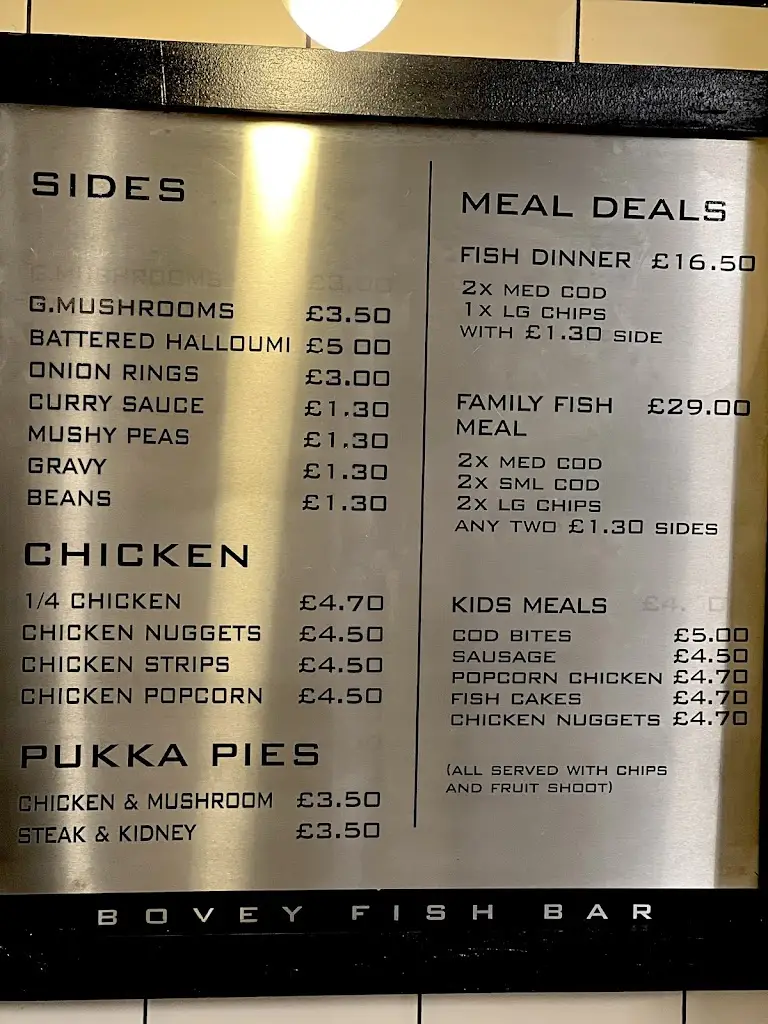 SIDES
G.MUSHROOMS £3.50
BATTERED HALLOUMI £5 00
ONION RINGS £3.00
CURRY SAUCE £1.30
MUSHY PEAS £1.30
GRAVY £1.30
BEANS £1.30
CHICKEN
1/4 CHICKEN £4.70
CHICKEN NUGGETS £4.50
CHICKEN STRIPS £4.50
CHICKEN POPCORN £4.50
PUKKA PIES
CHICKEN & MUSHROOM £3.50
STEAK & KIDNEY £3.50
MEAL DEALS
FISH DINNER £16.50
2X MED COD
1X LG CHIPS
WITH £1.30 SIDE
FAMILY FISH £29.00
MEAL
2X MED COD
2X SML COD
2X LG CHIPS
ANY TWO £1.30 SIDES
KIDS MEALS
COD BITES £5.00
SAUSAGE £4.50
POPCORN CHICKEN £4.70
FISH CAKES £4.70
CHICKEN NUGGETS £4.70
(ALL SERVED WITH CHIPS
AND FRUIT SHOOT)
BOVEY FISH BAR